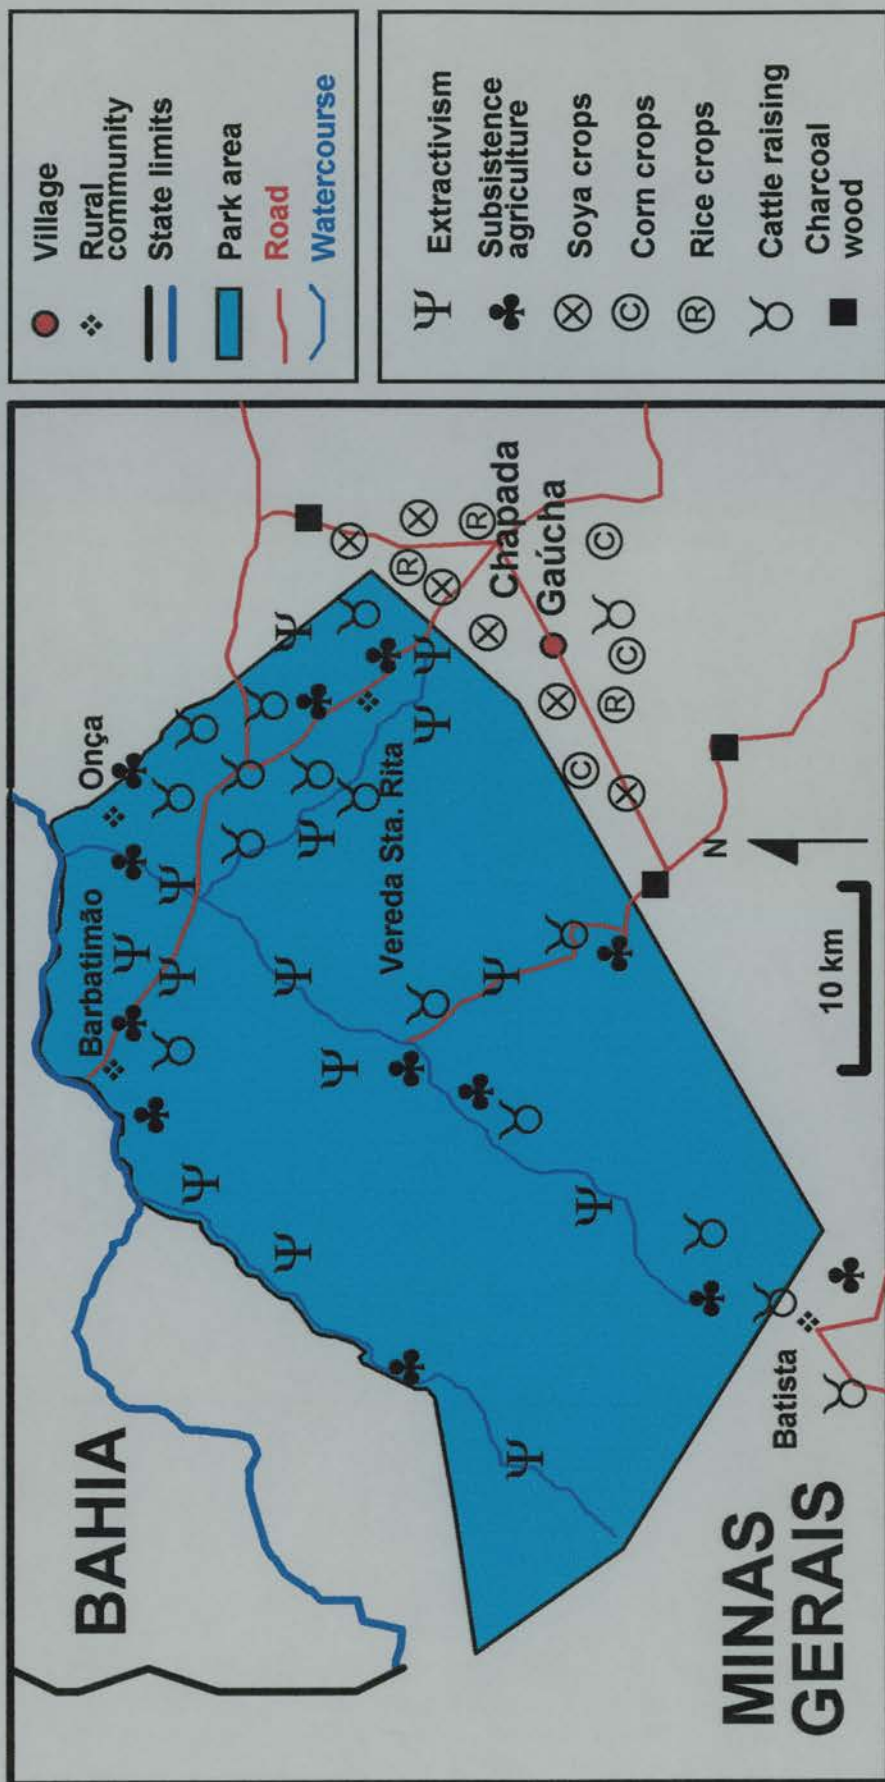 BAHIA
Barbatimão
Onça
Vereda Sta. Rita
Chapada
Gaúcha
Batista
MINAS
GERAIS
N
10 km
C
R
R
R
C
C
Village
Rural
community
State limits
Park area
Road
Watercourse
Extractivism
Subsistence
agriculture
Soya crops
C Corn crops
R Rice crops
Cattle raising
Charcoal
wood